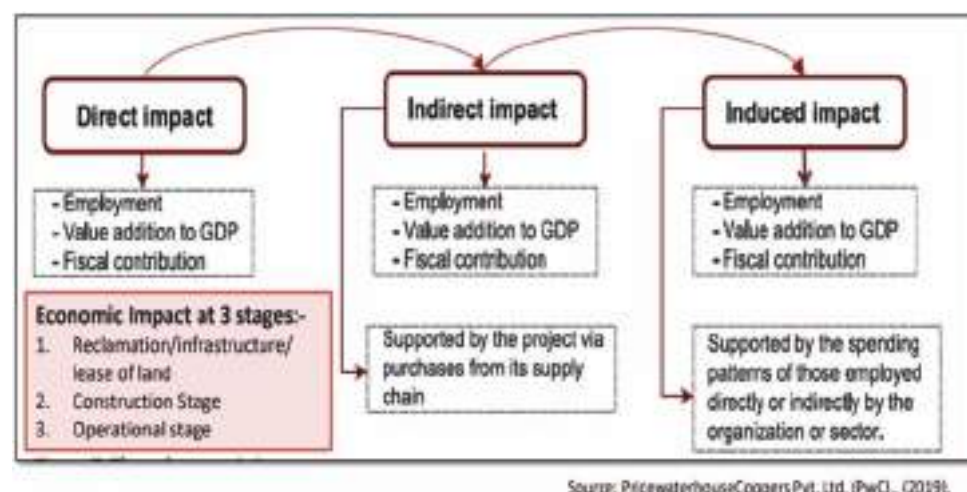 Direct impact
- Employment
- Value addition to GDP
- Fiscal contribution
Economic Impact at 3 stages:-
1. Reclamation/infrastructure/
lease of land
2. Construction Stage
3. Operational stage
Indirect impact
- Employment
- Value addition to GDP
- Fiscal contribution
Supported by the project via
purchases from its supply
chain
Induced impact
- Employment
- Value addition to GDP
- Fiscal contribution
Supported by the spending
patterns of those employed
directly or indirectly by the
organization or sector.
Source: PricewaterhouseCoopers Pvt. Ltd. (PwC). (2019).